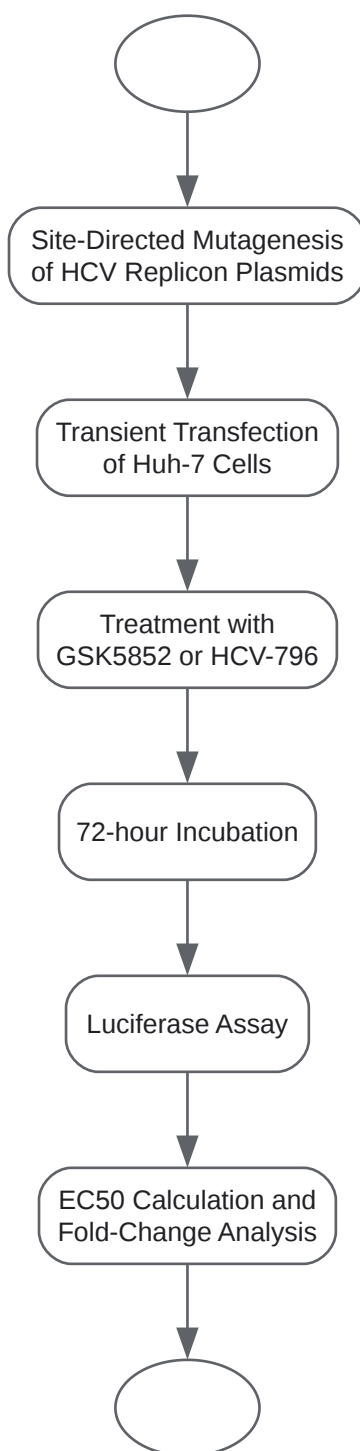 Site-Directed Mutagenesis
of HCV Replicon Plasmids
Transient Transfection
of Huh-7 Cells
Treatment with
GSK5852 or HCV-796
72-hour Incubation
Luciferase Assay
EC50 Calculation and
Fold-Change Analysis